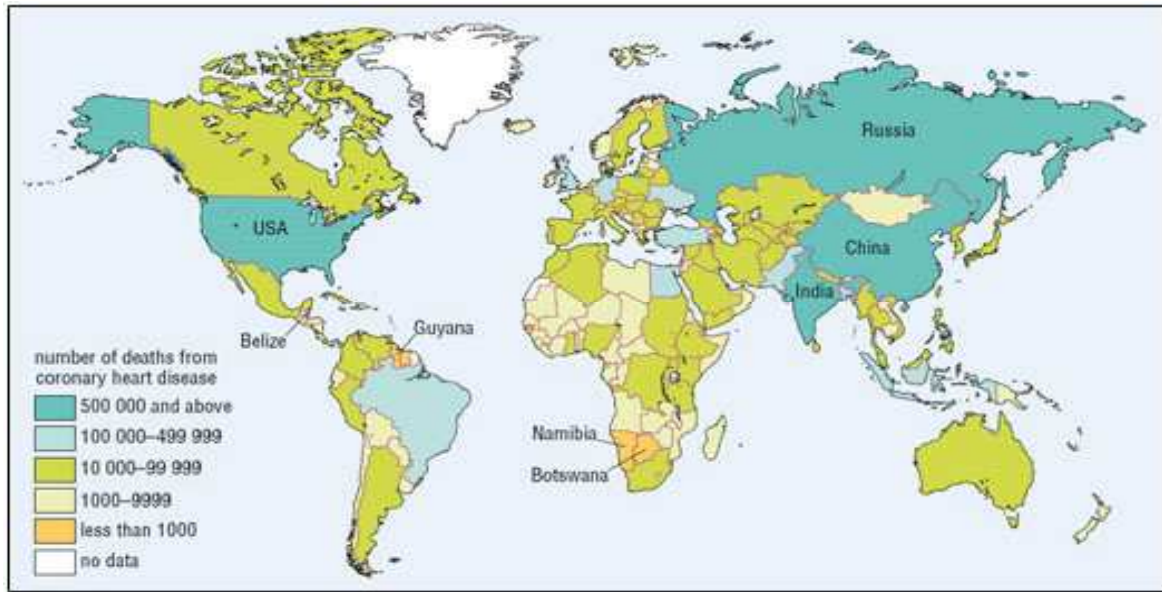 Russia
USA
China
India
Belize
Guyana
number of deaths from
coronary heart disease
500 000 and above
100 000–499 999
10 000–99 999
1000–9999
less than 1000
no data
Namibia
Botswana